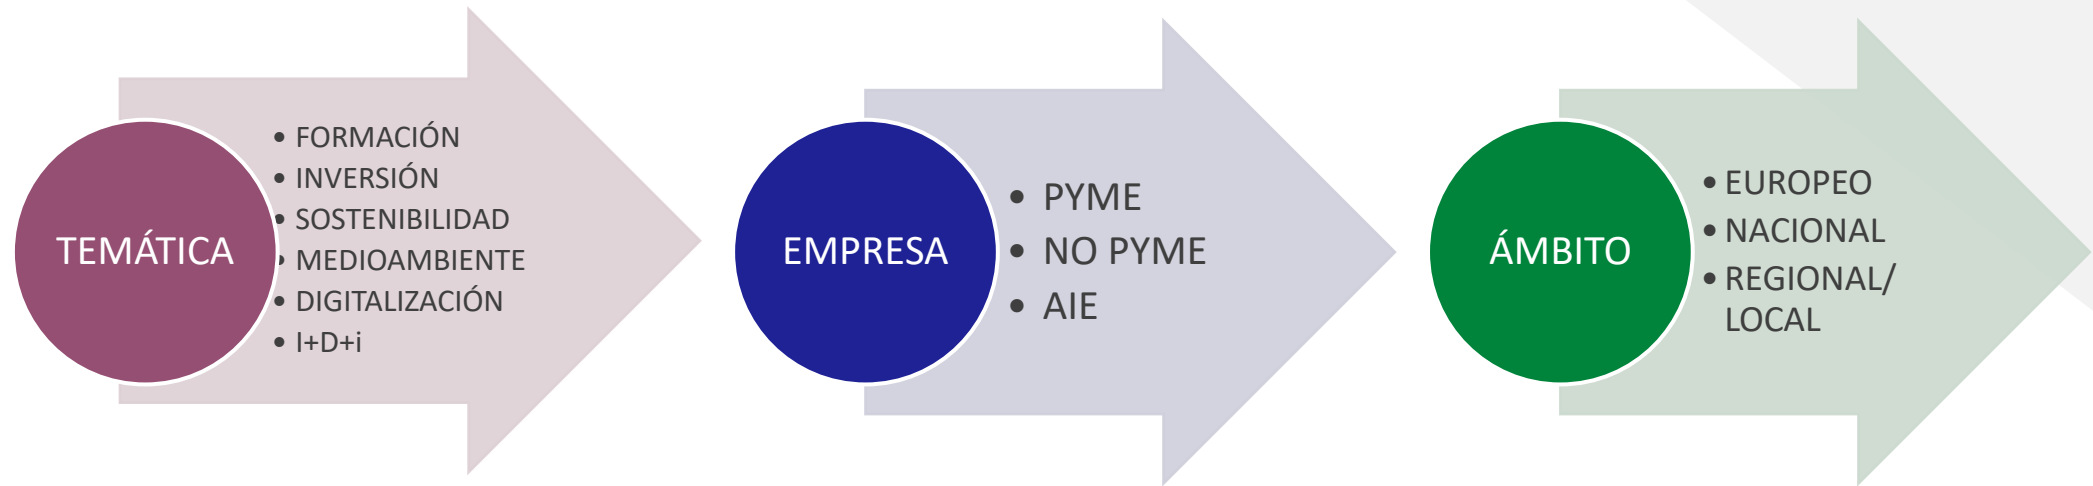 TEMÁTICA
• FORMACIÓN
• INVERSIÓN
• SOSTENIBILIDAD
• MEDIOAMBIENTE
• DIGITALIZACIÓN
• I+D+i
EMPRESA
• PYME
• NO PYME
• AIE
ÁMBITO
• EUROPEO
• NACIONAL
• REGIONAL/
LOCAL